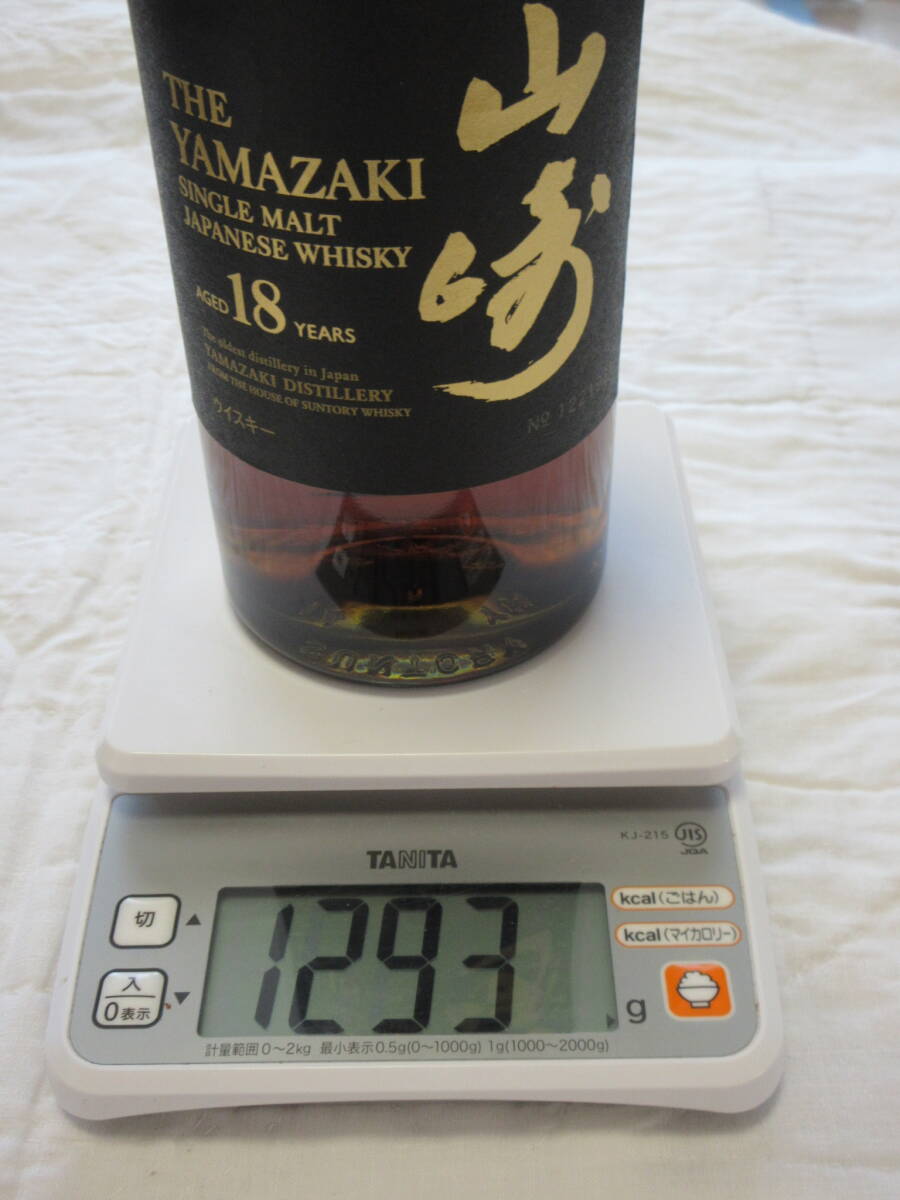 山崎
THE
YAMAZAKI
SINGLE MALT
JAPANESE WHISKY
AGED 18 YEARS
The oldest distillery in Japan
YAMAZAKI DISTILLERY
FROM THE HOUSE OF SUNTORY WHISKY
ウイスキー
SUNTORY
KJ-215 JIS
JQA
TANITA
切
入
0表示
1293 g
kcal(ごはん)
kcal(マイカロリー)
計量範囲0～2kg 最小表示0.5g(0～1000g) 1g(1000～2000g)